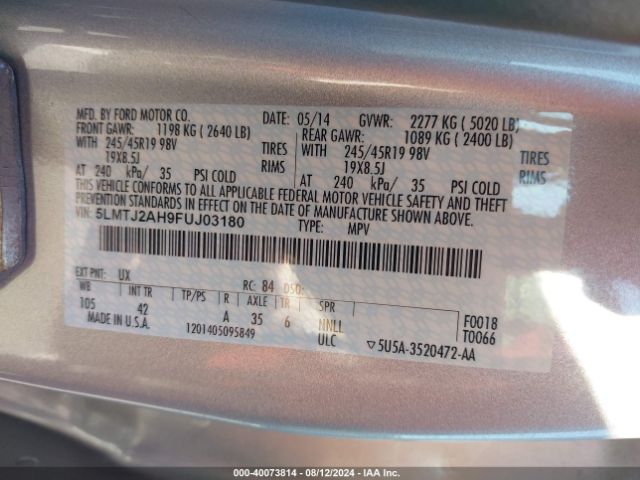 MFD. BY FORD MOTOR CO. DATE: 05/14 GVWR: 2277 KG ( 5020 LB)
FRONT GAWR: 1198 KG ( 2640 LB) REAR GAWR: 1089 KG ( 2400 LB)
WITH 245/45R19 98V TIRES WITH 245/45R19 98V TIRES
19X8.5J RIMS 19X8.5J RIMS
AT 240 kPa/ 35 PSI COLD AT 240 kPa/ 35 PSI COLD
THIS VEHICLE CONFORMS TO ALL APPLICABLE FEDERAL MOTOR VEHICLE SAFETY AND THEFT
PREVENTION STANDARDS IN EFFECT ON THE DATE OF MANUFACTURE SHOWN ABOVE.
VIN: 5LMTJ2AH9FUJ03180 TYPE: MPV
EXT PNT: UX RC: 84 DSO:
WB INT TR TP/PS R AXLE TR SPR F0018
105 42 A 35 6 NNLL T0066
MADE IN U.S.A. 1201405095849 ULC ▽5U5A-3520472-AA
000-40073814 - 08/12/2024 - IAA Inc.